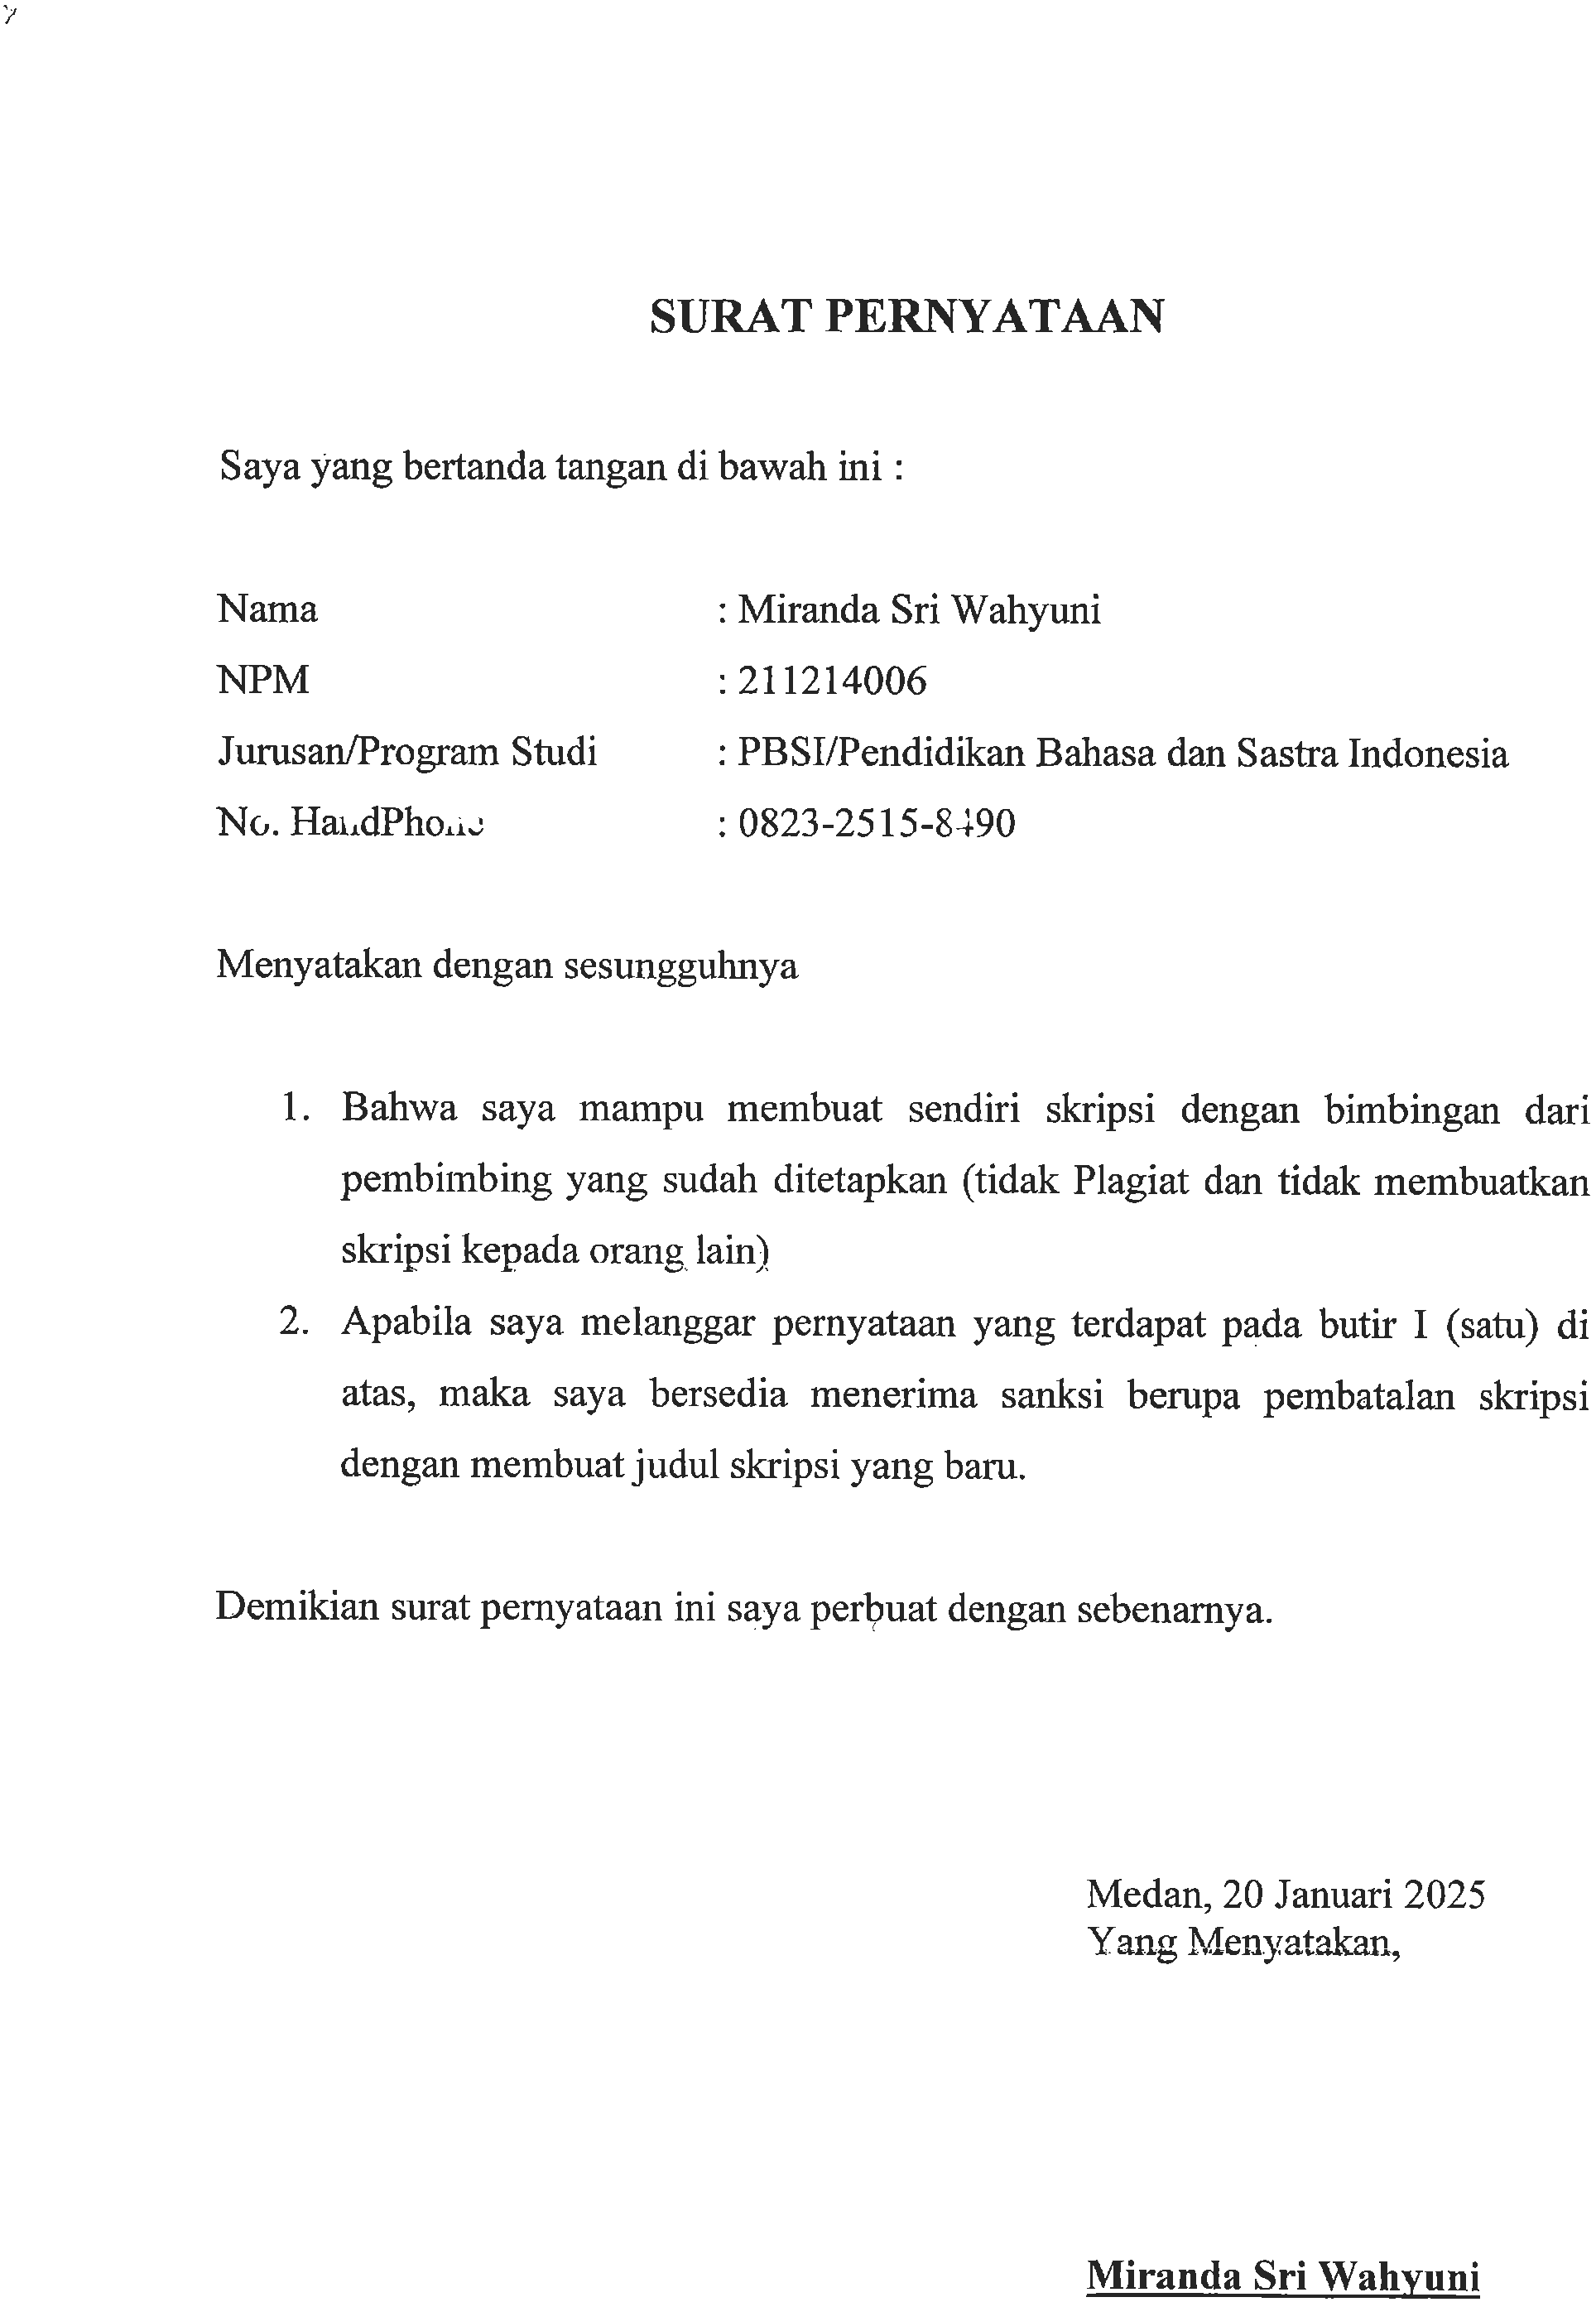 SURAT PERNYATAAN
Saya yang bertanda tangan di bawah ini :
Nama : Miranda Sri Wahyuni
NPM : 211214006
Jurusan/Program Studi : PBSI/Pendidikan Bahasa dan Sastra Indonesia
No. HandPhone : 0823-2515-8490
Menyatakan dengan sesungguhnya
1. Bahwa saya mampu membuat sendiri skripsi dengan bimbingan dari
pembimbing yang sudah ditetapkan (tidak Plagiat dan tidak membuatkan
skripsi kepada orang lain)
2. Apabila saya melanggar pernyataan yang terdapat pada butir I (satu) di
atas, maka saya bersedia menerima sanksi berupa pembatalan skripsi
dengan membuat judul skripsi yang baru.
Demikian surat pernyataan ini saya perbuat dengan sebenarnya.
Medan, 20 Januari 2025
Yang Menyatakan,
Miranda Sri Wahyuni